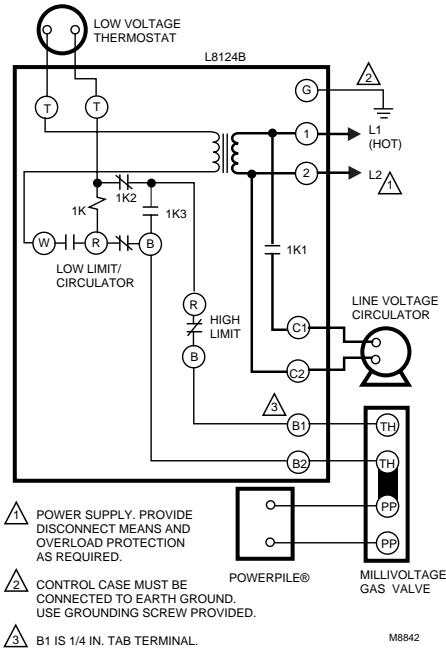 LOW VOLTAGE
THERMOSTAT
L8124B
2
T
T
G
1
L1
(HOT)
2
L2
1
1K2
1K
1K3
1K1
W
R
B
LOW LIMIT/
CIRCULATOR
R
HIGH
LIMIT
B
LINE VOLTAGE
CIRCULATOR
C1
C2
3
B1
TH
B2
TH
PP
PP
POWERPILE®
MILLIVOLTAGE
GAS VALVE
1 POWER SUPPLY. PROVIDE
DISCONNECT MEANS AND
OVERLOAD PROTECTION
AS REQUIRED.
2 CONTROL CASE MUST BE
CONNECTED TO EARTH GROUND.
USE GROUNDING SCREW PROVIDED.
3 B1 IS 1/4 IN. TAB TERMINAL.
M8842